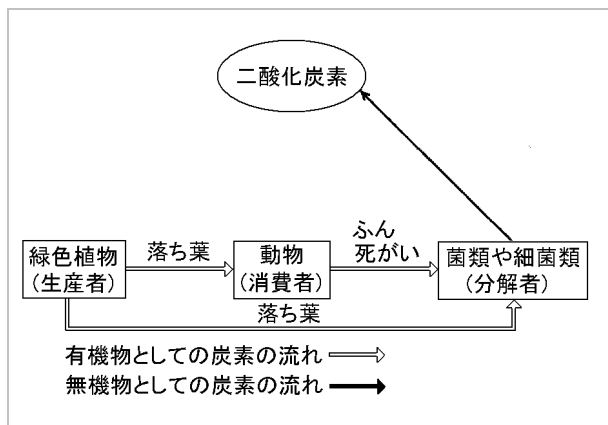 二酸化炭素
緑色植物
(生産者)
落ち葉
動物
(消費者)
ふん
死がい
菌類や細菌類
(分解者)
落ち葉
有機物としての炭素の流れ
無機物としての炭素の流れ